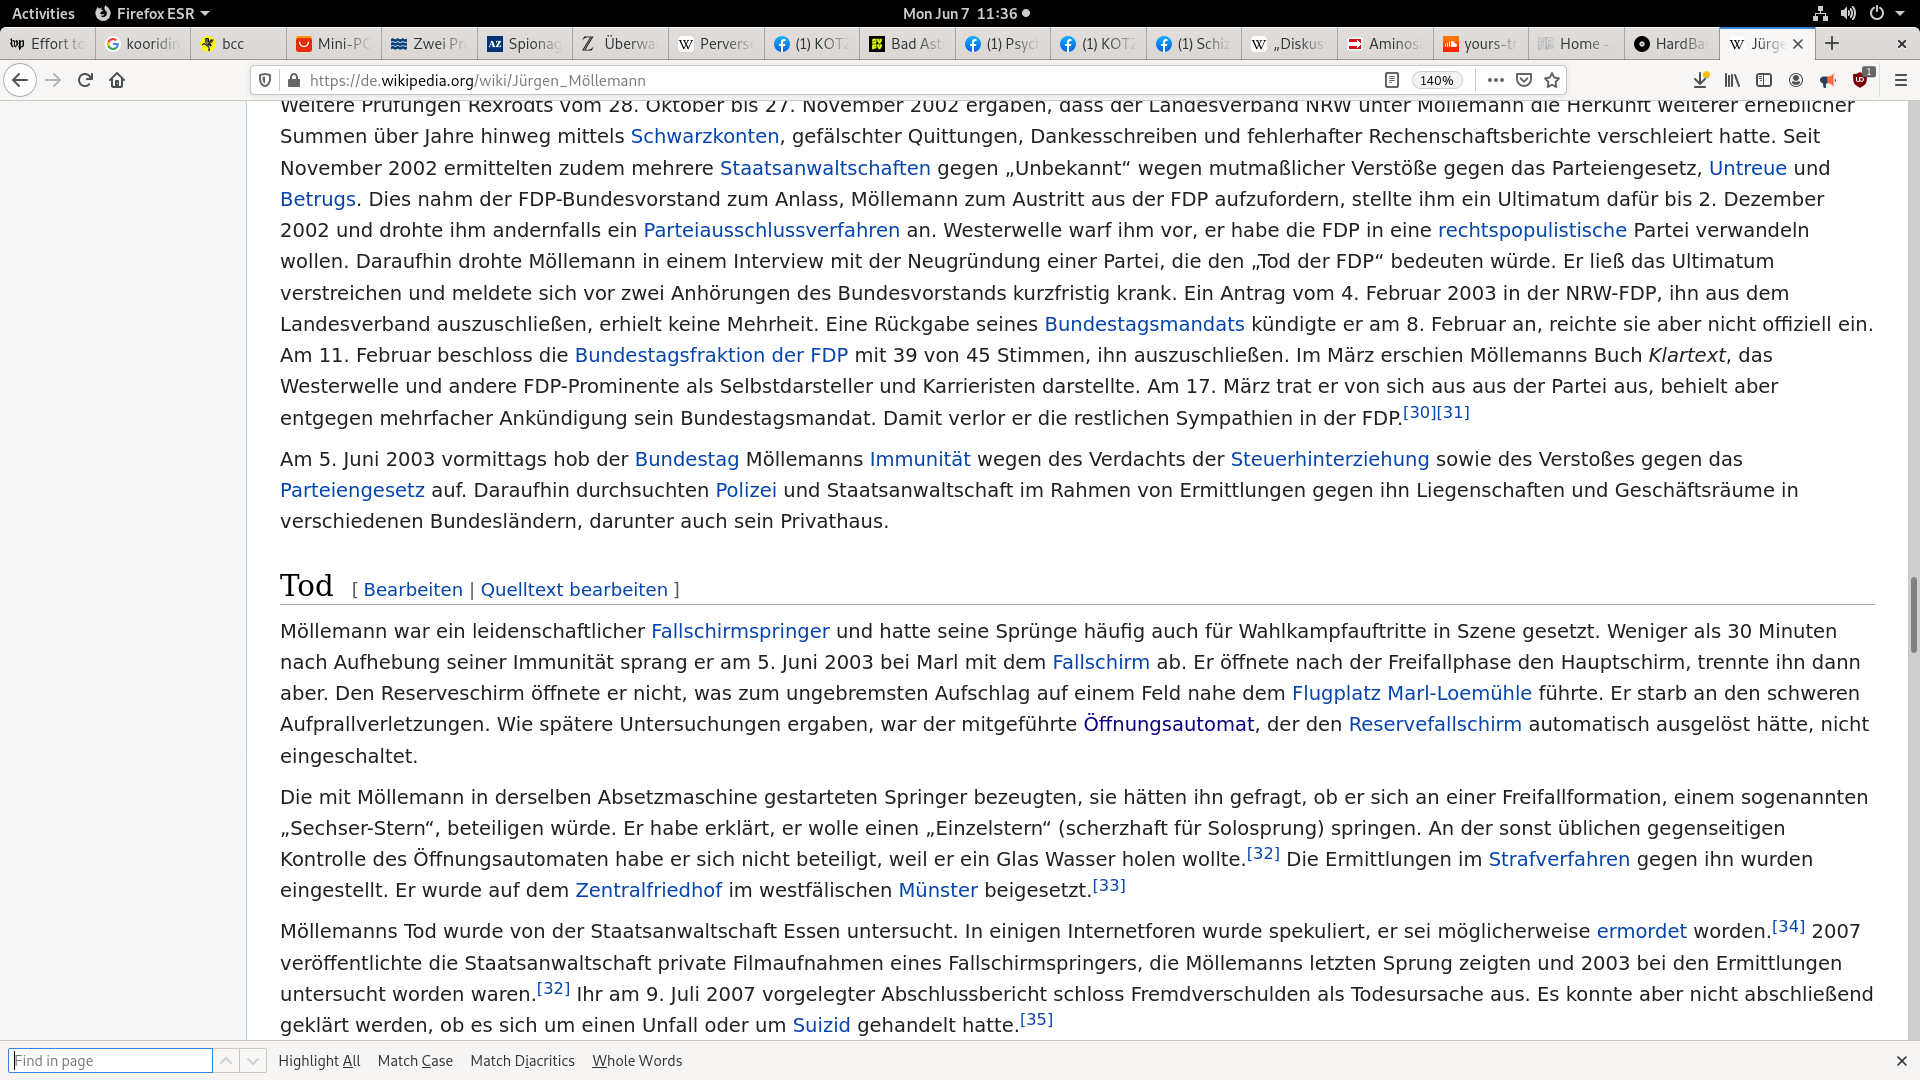 Activities Firefox ESR Mon Jun 7 11:36
Effort to kooridin bcc Mini-PC Zwei Pr Spionag Überwa Pervers (1) KOTZ Bad Ast (1) Psyc (1) KOTZ (1) Schiz „Diskus Aminos yours-tr Home - HardBa Jürge
https://de.wikipedia.org/wiki/Jürgen_Möllemann 140% 1
Weitere Prüfungen Rexrodts vom 28. Oktober bis 27. November 2002 ergaben, dass der Landesverband NRW unter Möllemann die Herkunft weiterer erheblicher
Summen über Jahre hinweg mittels Schwarzkonten, gefälschter Quittungen, Dankesschreiben und fehlerhafter Rechenschaftsberichte verschleiert hatte. Seit
November 2002 ermittelten zudem mehrere Staatsanwaltschaften gegen „Unbekannt“ wegen mutmaßlicher Verstöße gegen das Parteiengesetz, Untreue und
Betrugs. Dies nahm der FDP-Bundesvorstand zum Anlass, Möllemann zum Austritt aus der FDP aufzufordern, stellte ihm ein Ultimatum dafür bis 2. Dezember
2002 und drohte ihm andernfalls ein Parteiausschlussverfahren an. Westerwelle warf ihm vor, er habe die FDP in eine rechtspopulistische Partei verwandeln
wollen. Daraufhin drohte Möllemann in einem Interview mit der Neugründung einer Partei, die den „Tod der FDP“ bedeuten würde. Er ließ das Ultimatum
verstreichen und meldete sich vor zwei Anhörungen des Bundesvorstands kurzfristig krank. Ein Antrag vom 4. Februar 2003 in der NRW-FDP, ihn aus dem
Landesverband auszuschließen, erhielt keine Mehrheit. Eine Rückgabe seines Bundestagsmandats kündigte er am 8. Februar an, reichte sie aber nicht offiziell ein.
Am 11. Februar beschloss die Bundestagsfraktion der FDP mit 39 von 45 Stimmen, ihn auszuschließen. Im März erschien Möllemanns Buch Klartext, das
Westerwelle und andere FDP-Prominente als Selbstdarsteller und Karrieristen darstellte. Am 17. März trat er von sich aus aus der Partei aus, behielt aber
entgegen mehrfacher Ankündigung sein Bundestagsmandat. Damit verlor er die restlichen Sympathien in der FDP.[30][31]
Am 5. Juni 2003 vormittags hob der Bundestag Möllemanns Immunität wegen des Verdachts der Steuerhinterziehung sowie des Verstoßes gegen das
Parteiengesetz auf. Daraufhin durchsuchten Polizei und Staatsanwaltschaft im Rahmen von Ermittlungen gegen ihn Liegenschaften und Geschäftsräume in
verschiedenen Bundesländern, darunter auch sein Privathaus.
Tod [ Bearbeiten | Quelltext bearbeiten ]
Möllemann war ein leidenschaftlicher Fallschirmspringer und hatte seine Sprünge häufig auch für Wahlkampfauftritte in Szene gesetzt. Weniger als 30 Minuten
nach Aufhebung seiner Immunität sprang er am 5. Juni 2003 bei Marl mit dem Fallschirm ab. Er öffnete nach der Freifallphase den Hauptschirm, trennte ihn dann
aber. Den Reserveschirm öffnete er nicht, was zum ungebremsten Aufschlag auf einem Feld nahe dem Flugplatz Marl-Loemühle führte. Er starb an den schweren
Aufprallverletzungen. Wie spätere Untersuchungen ergaben, war der mitgeführte Öffnungsautomat, der den Reservefallschirm automatisch ausgelöst hätte, nicht
eingeschaltet.
Die mit Möllemann in derselben Absetzmaschine gestarteten Springer bezeugten, sie hätten ihn gefragt, ob er sich an einer Freifallformation, einem sogenannten
„Sechser-Stern“, beteiligen würde. Er habe erklärt, er wolle einen „Einzelstern“ (scherzhaft für Solosprung) springen. An der sonst üblichen gegenseitigen
Kontrolle des Öffnungsautomaten habe er sich nicht beteiligt, weil er ein Glas Wasser holen wollte.[32] Die Ermittlungen im Strafverfahren gegen ihn wurden
eingestellt. Er wurde auf dem Zentralfriedhof im westfälischen Münster beigesetzt.[33]
Möllemanns Tod wurde von der Staatsanwaltschaft Essen untersucht. In einigen Internetforen wurde spekuliert, er sei möglicherweise ermordet worden.[34] 2007
veröffentlichte die Staatsanwaltschaft private Filmaufnahmen eines Fallschirmspringers, die Möllemanns letzten Sprung zeigten und 2003 bei den Ermittlungen
untersucht worden waren.[32] Ihr am 9. Juli 2007 vorgelegter Abschlussbericht schloss Fremdverschulden als Todesursache aus. Es konnte aber nicht abschließend
geklärt werden, ob es sich um einen Unfall oder um Suizid gehandelt hatte.[35]
Find in page Highlight All Match Case Match Diacritics Whole Words